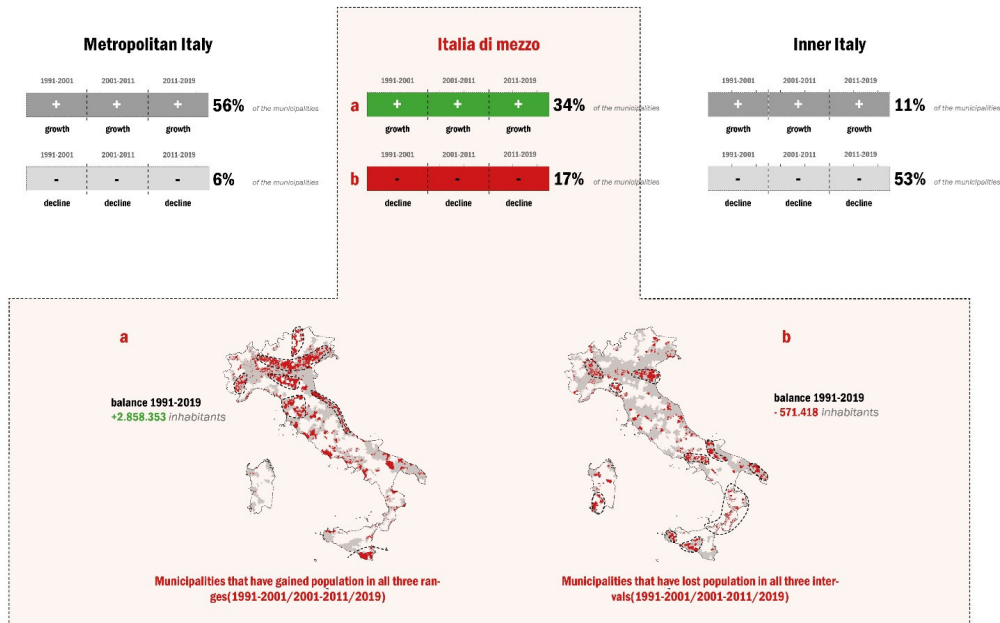 Metropolitan Italy
1991-2001 2001-2011 2011-2019
+ + + 56% of the municipalities
growth growth growth
1991-2001 2001-2011 2011-2019
- - - 6% of the municipalities
decline decline decline
Italia di mezzo
1991-2001 2001-2011 2011-2019
a + + + 34% of the municipalities
growth growth growth
1991-2001 2001-2011 2011-2019
b - - - 17% of the municipalities
decline decline decline
Inner Italy
1991-2001 2001-2011 2011-2019
+ + + 11% of the municipalities
growth growth growth
1991-2001 2001-2011 2011-2019
- - - 53% of the municipalities
decline decline decline
a
balance 1991-2019
+2.858.353 inhabitants
Municipalities that have gained population in all three ran-
ges(1991-2001/2001-2011/2019)
b
balance 1991-2019
- 571.418 inhabitants
Municipalities that have lost population in all three inter-
vals(1991-2001/2001-2011/2019)